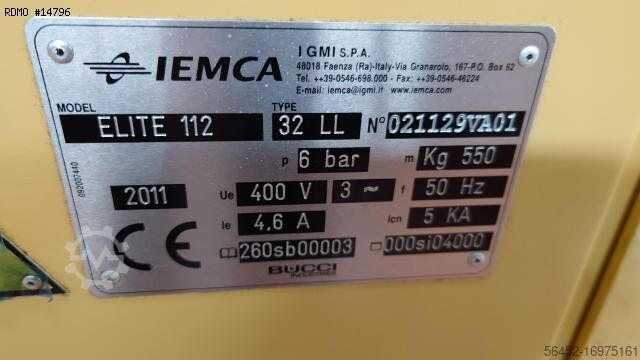 RDMO #14796
IEMCA
I GMI S.P.A.
48018 Faenza (Ra)-Italy-Via Granarolo, 167-P.O. Box 62
Tel. ++39-0546-698.000 - Fax: ++39-0546-46224
E-mail: iemca@igmi.it www.iemca.com
MODEL TYPE
ELITE 112 32 LL N° 021129VA01
p 6 bar m Kg 550
2011 Ue 400 V 3 ~ f 50 Hz
Ie 4.6 A Icn 5 KA
CE 260sb00003 000si04000
BUCCI
INDUSTRIES
092007440
56452-16975161